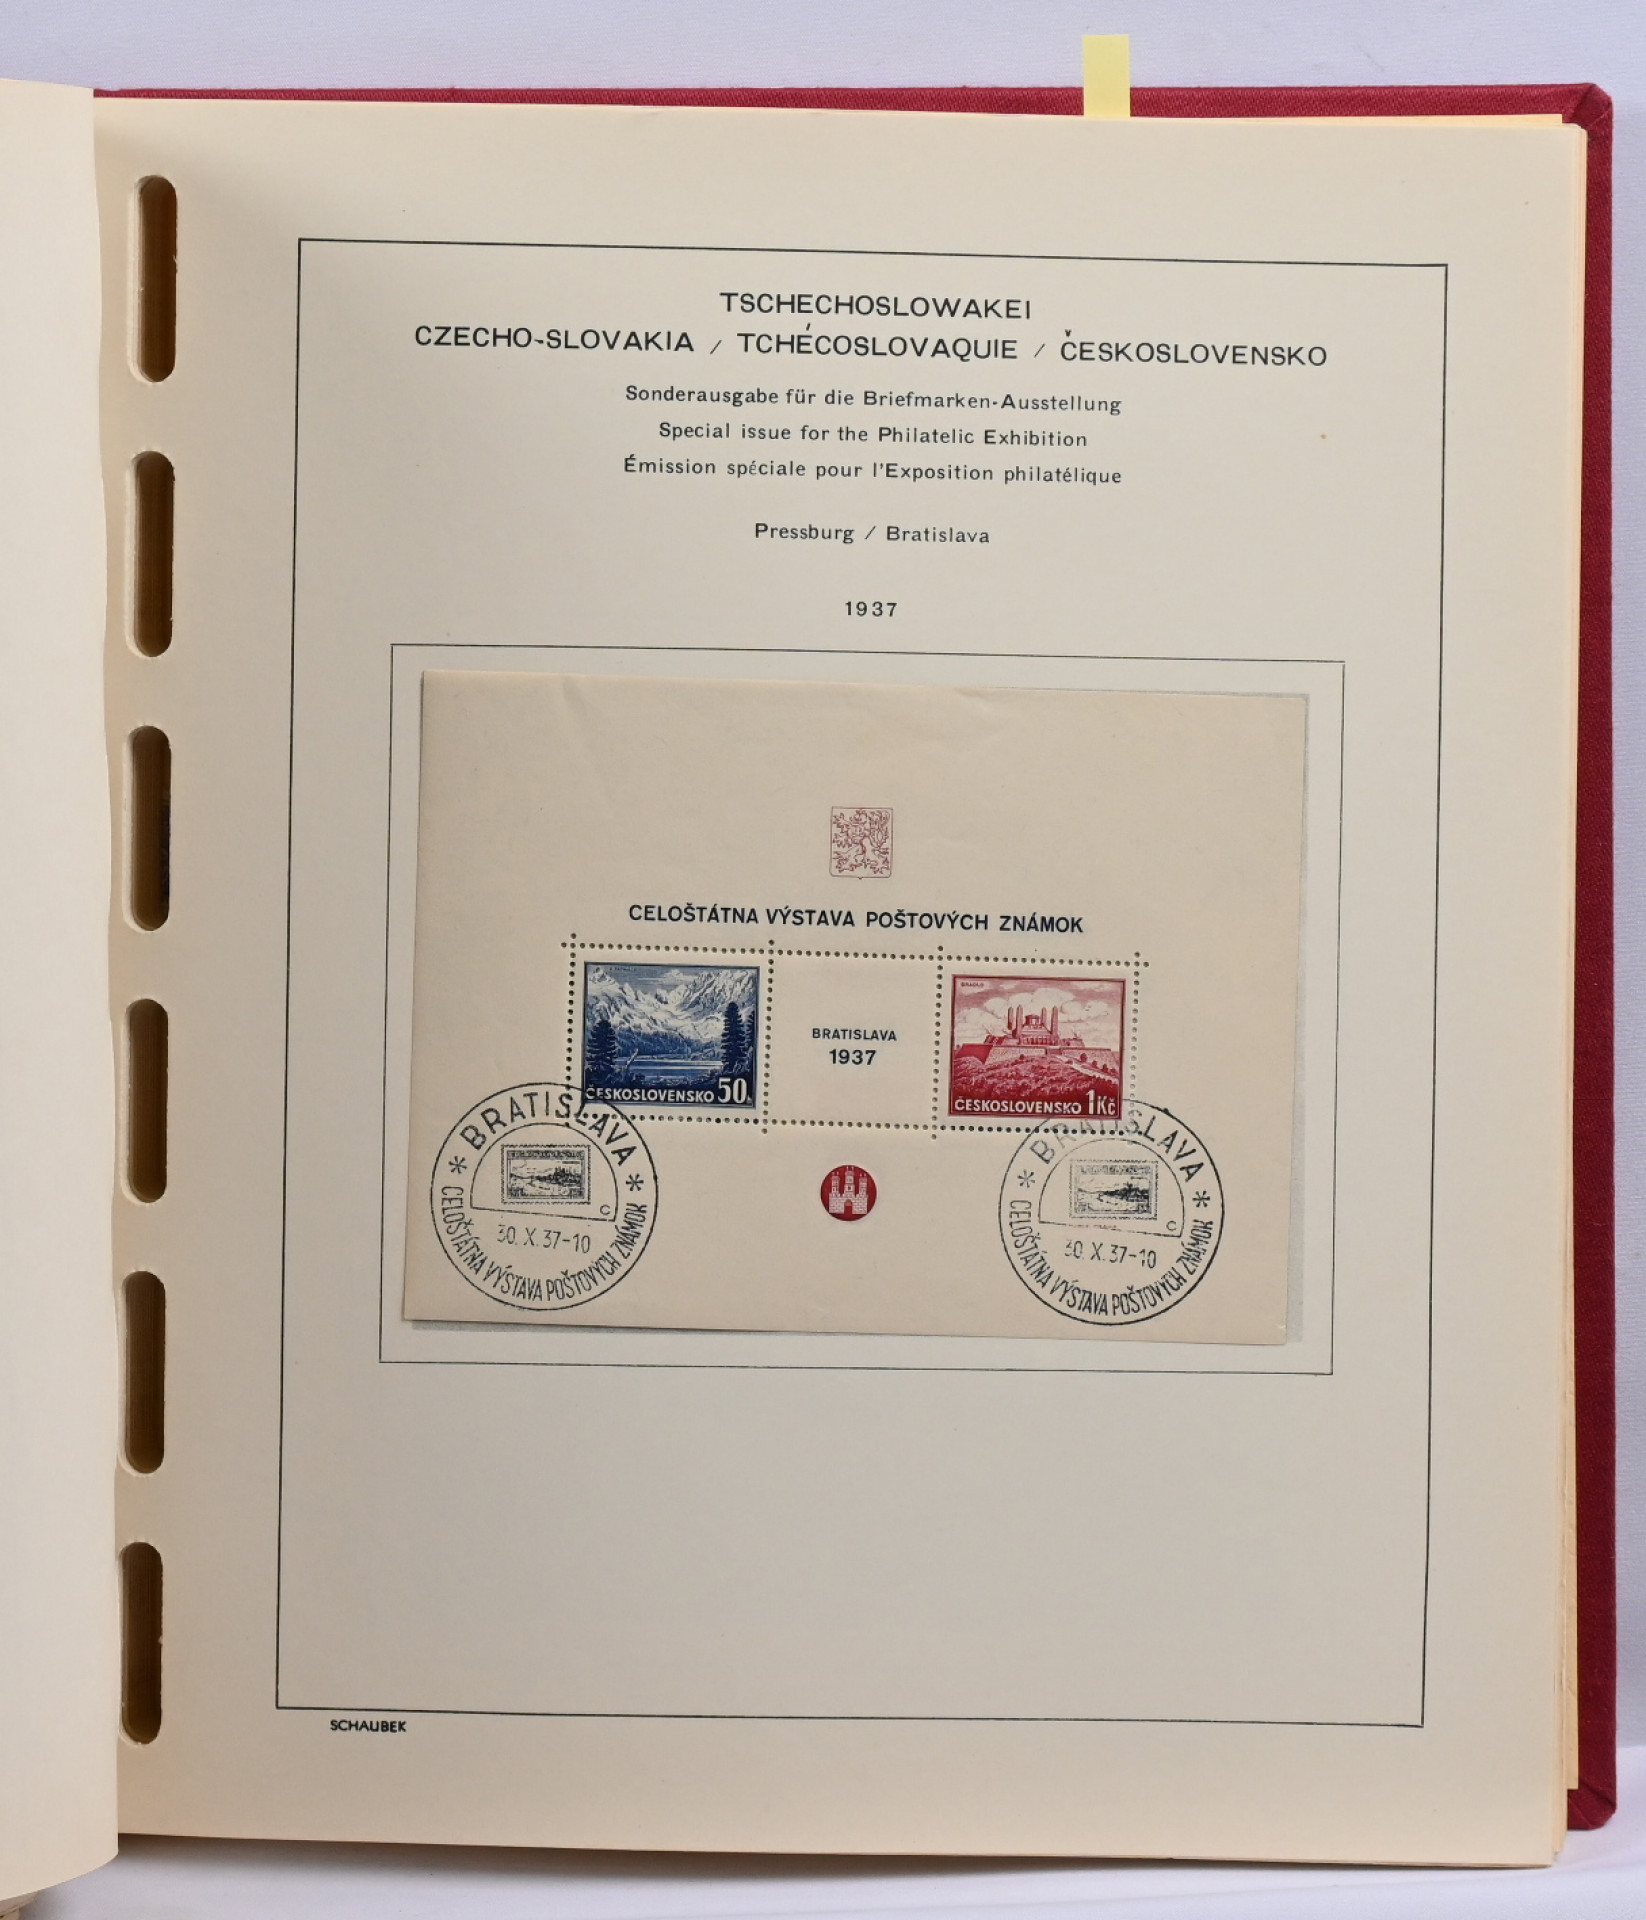 TSCHECHOSLOWAKEI
CZECHO-SLOVAKIA / TCHÉCOSLOVAQUIE / ČESKOSLOVENSKO
Sonderausgabe für die Briefmarken-Ausstellung
Special issue for the Philatelic Exhibition
Émission spéciale pour l'Exposition philatélique
Pressburg / Bratislava
1937
CELOŠTÁTNA VÝSTAVA POŠTOVÝCH ZNÁMOK
ČESKOSLOVENSKO 50h
BRATISLAVA
1937
BRADLO
ČESKOSLOVENSKO 1Kč
BRATISLAVA
C
30. X. 37-10
CELOŠTÁTNA VÝSTAVA POŠTOVÝCH ZNÁMOK
BRATISLAVA
C
30. X. 37-10
CELOŠTÁTNA VÝSTAVA POŠTOVÝCH ZNÁMOK
SCHAUBEK